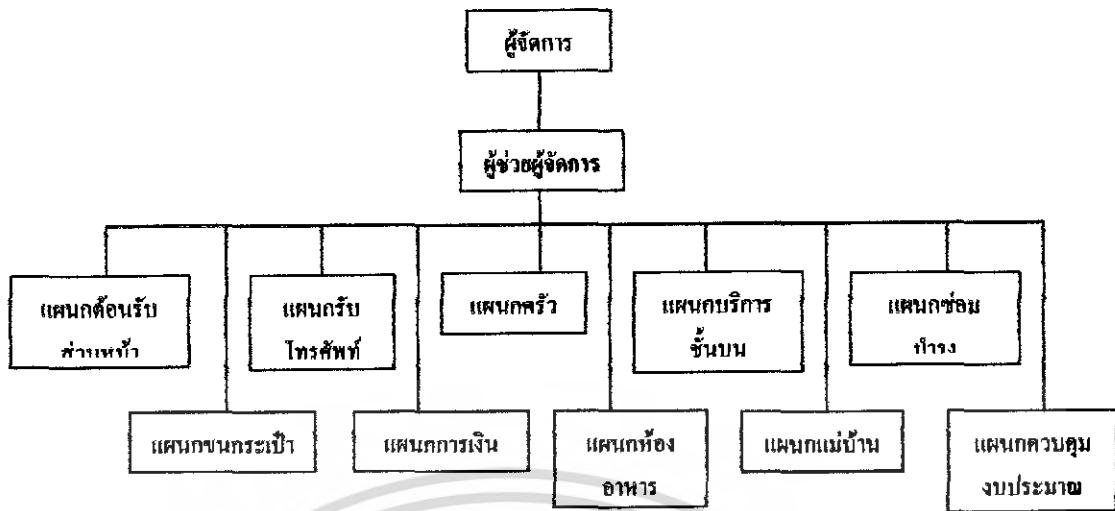 ผู้จัดการ
ผู้ช่วยผู้จัดการ
แผนกต้อนรับ
ส่วนหน้า
แผนกรับ
โทรศัพท์
แผนกครัว
แผนกบริการ
ชั้นบน
แผนกซ่อม
บำรุง
แผนกขนกระเป๋า
แผนกการเงิน
แผนกห้อง
อาหาร
แผนกแม่บ้าน
แผนกควบคุม
งบประมาณ